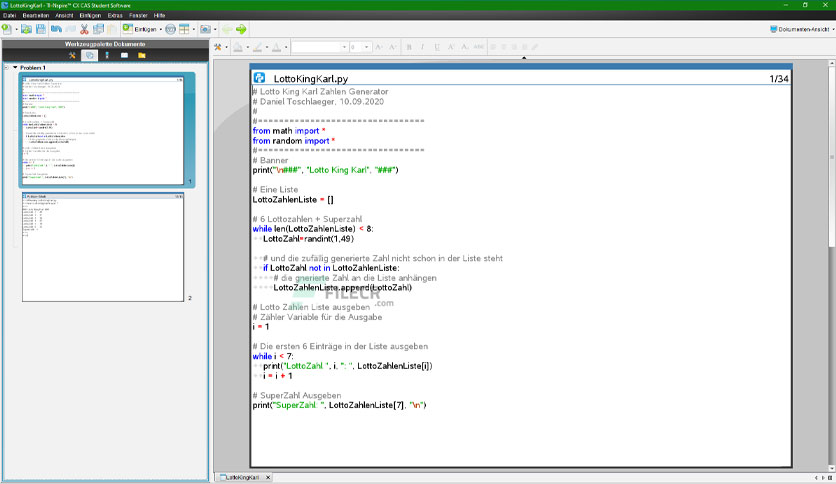 LottoKingKarl - TI-Nspire™ CX CAS Student Software
Datei Bearbeiten Ansicht Einfügen Extras Fenster Hilfe
Einfügen
Dokumenten-Ansicht
Werkzeugpalette Dokumente
Problem 1
1
2
LottoKingKarl.py
1/34
# Lotto King Karl Zahlen Generator
# Daniel Toschlaeger, 10.09.2020
#
#==============================
from math import *
from random import *
#==============================
# Banner
print("\n###", "Lotto King Karl", "###")
# Eine Liste
LottoZahlenListe = []
# 6 Lottozahlen + Superzahl
while len(LottoZahlenListe) < 8:
LottoZahl=randint(1,49)
# und die zufällig generierte Zahl nicht schon in der Liste steht
if LottoZahl not in LottoZahlenListe:
# die gnerierte Zahl an die Liste anhängen
LottoZahlenListe.append(LottoZahl)
FILECR
.com
# Lotto Zahlen Liste ausgeben
# Zähler Variable für die Ausgabe
i = 1
# Die ersten 6 Einträge in der Liste ausgeben
while i < 7:
print("LottoZahl ", i, ": ", LottoZahlenListe[i])
i = i + 1
# SuperZahl Ausgeben
print("SuperZahl: ", LottoZahlenListe[7], "\n")
LottoKingKarl